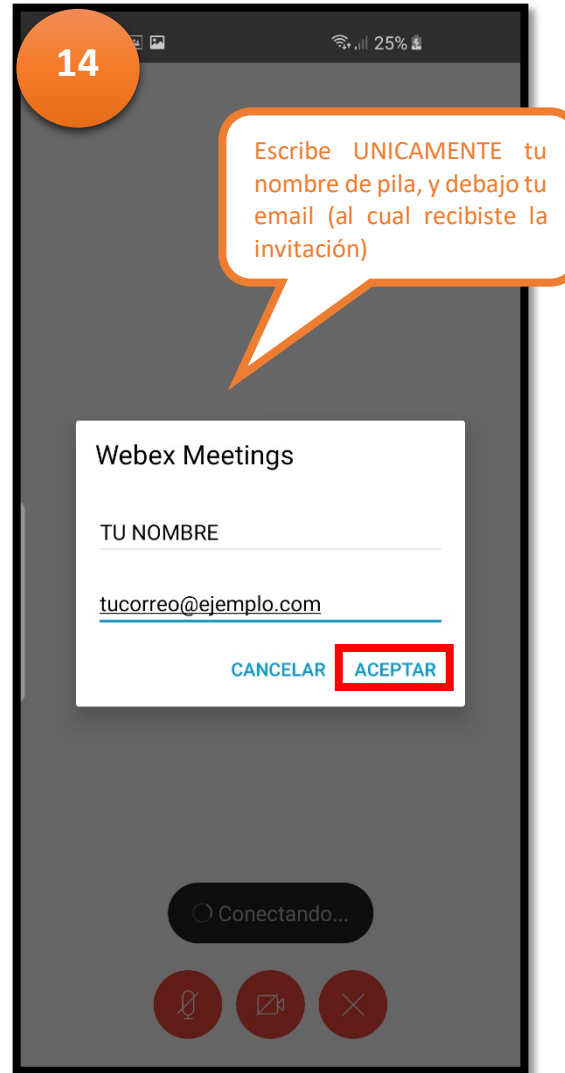 14
25%
Escribe UNICAMENTE tu
nombre de pila, y debajo tu
email (al cual recibiste la
invitación)
Webex Meetings
TU NOMBRE
tucorreo@ejemplo.com
CANCELAR ACEPTAR
Conectando...